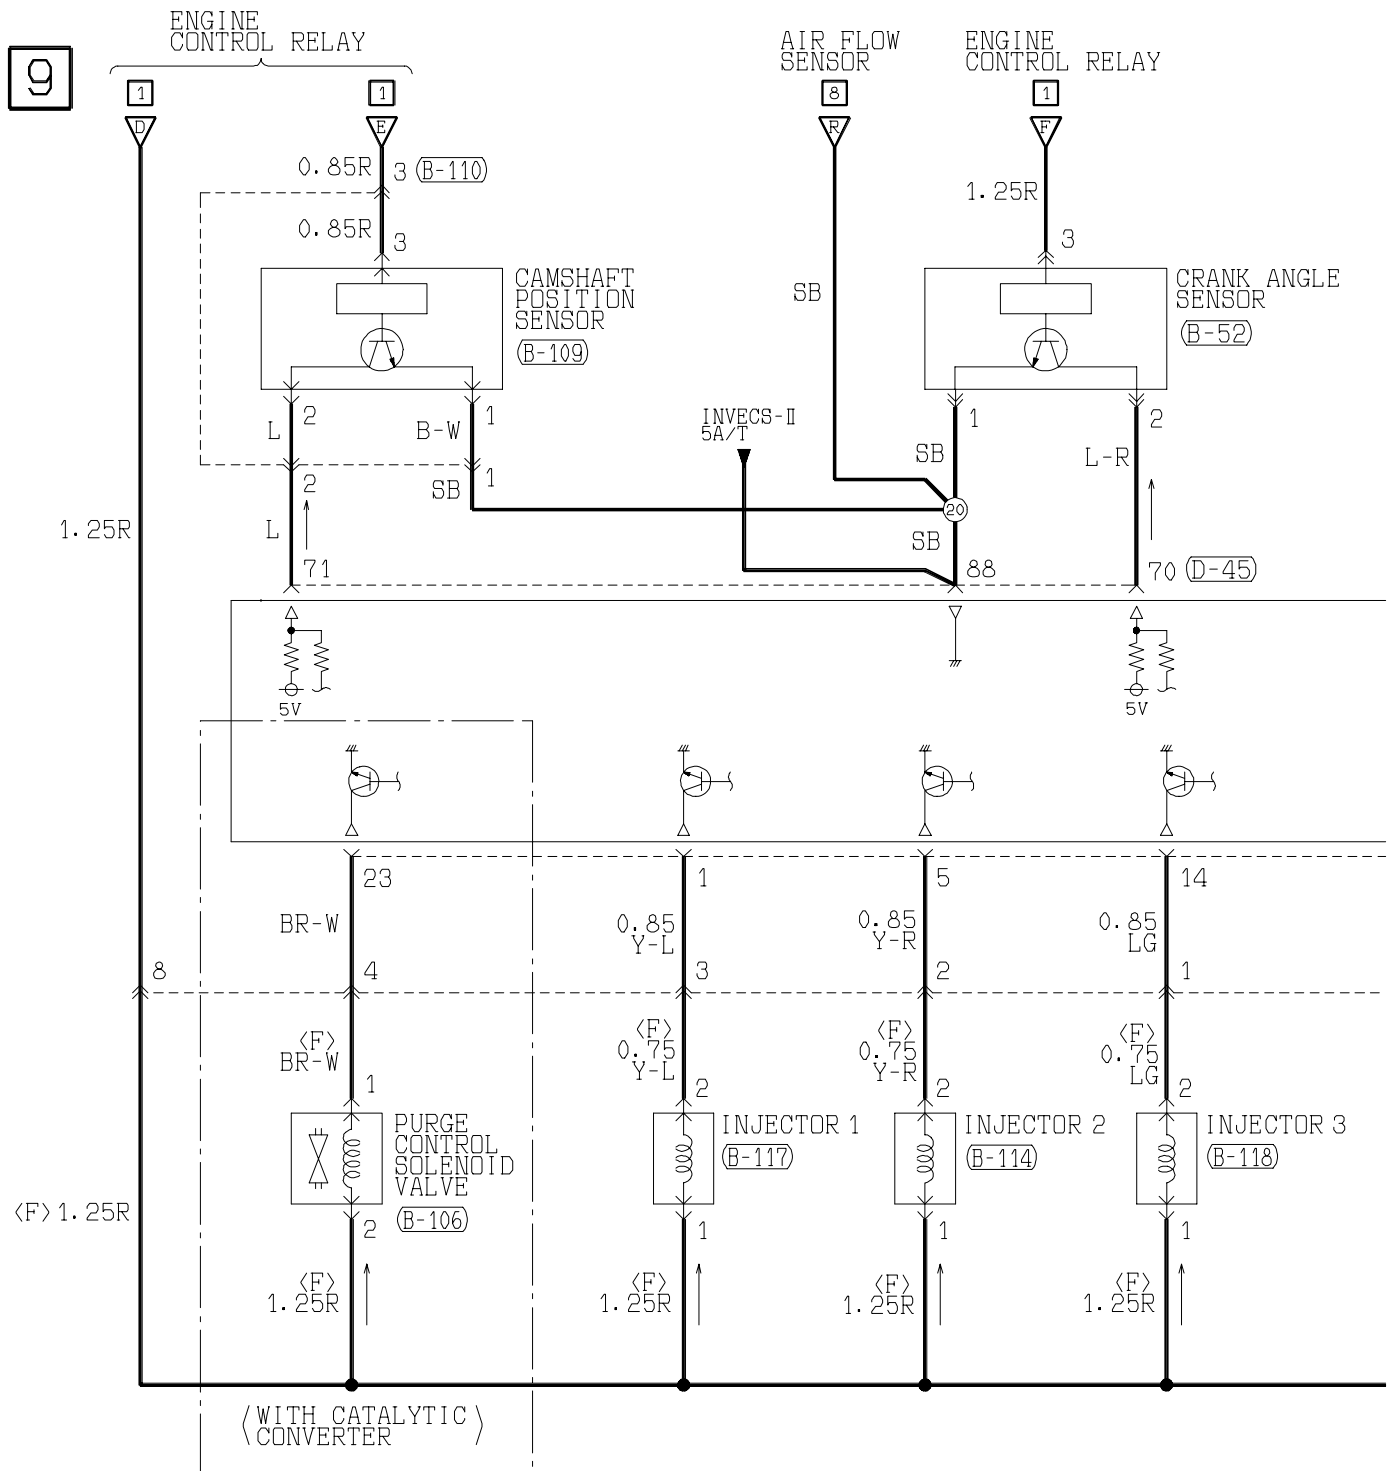 9
ENGINE
CONTROL RELAY
AIR FLOW
SENSOR
ENGINE
CONTROL RELAY
1
1
8
1
D
E
R
F
0.85R
3
B-110
1.25R
0.85R
3
3
CAMSHAFT
POSITION
SENSOR
B-109
SB
CRANK ANGLE
SENSOR
B-52
2
1
INVECS-Ⅱ
5A/T
1
2
L
B-W
SB
L-R
2
1
SB
20
1.25R
L
SB
71
88
70
D-45
5V
5V
23
1
5
14
BR-W
0.85
Y-L
0.85
Y-R
0.85
LG
8
4
3
2
1
〈F〉
BR-W
〈F〉
0.75
Y-L
〈F〉
0.75
Y-R
〈F〉
0.75
LG
1
2
2
2
PURGE
CONTROL
SOLENOID
VALVE
B-106
INJECTOR 1
B-117
INJECTOR 2
B-114
INJECTOR 3
B-118
〈F〉1.25R
2
1
1
1
〈F〉
1.25R
〈F〉
1.25R
〈F〉
1.25R
〈F〉
1.25R
〈WITH CATALYTIC
CONVERTER〉